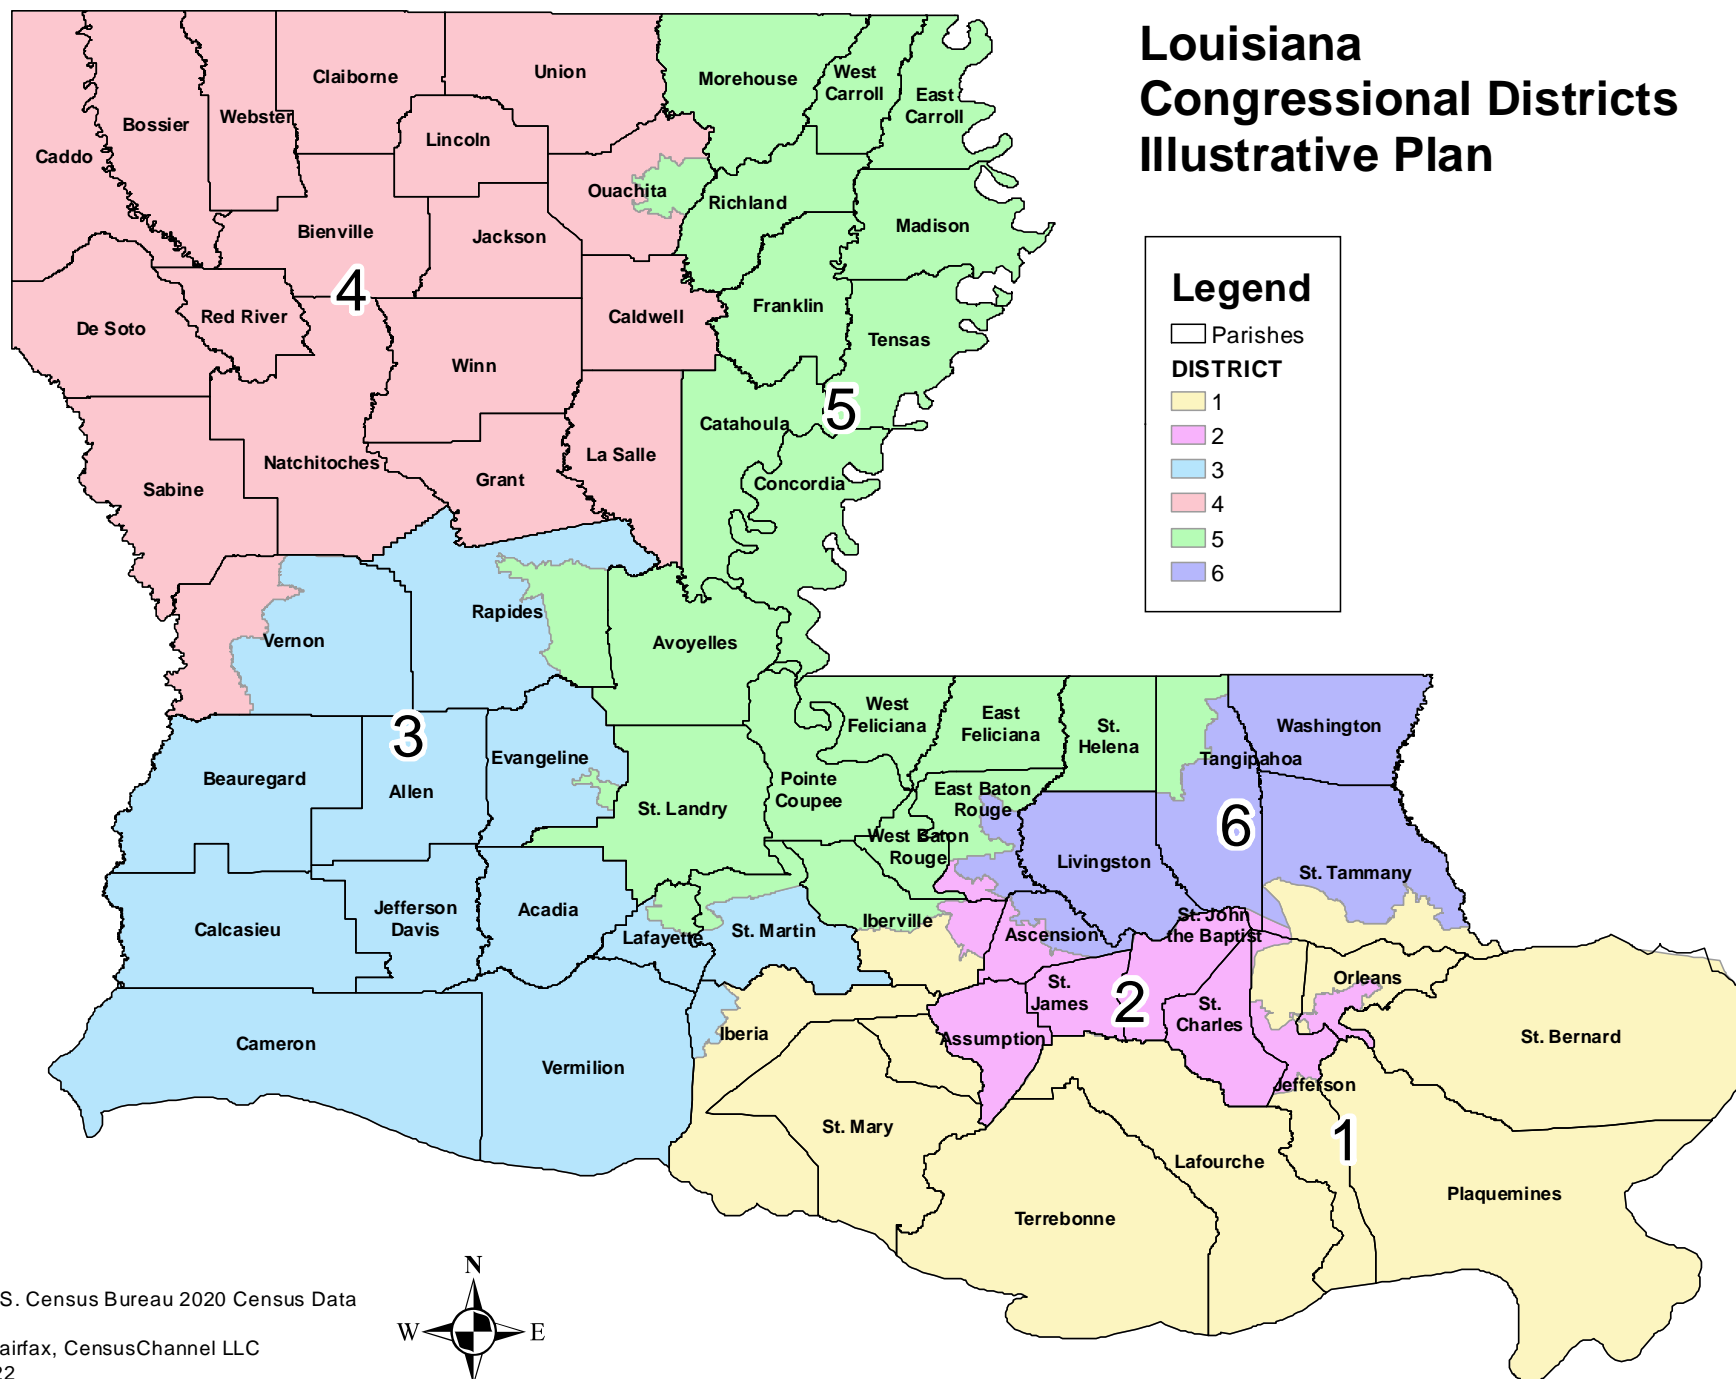 Louisiana
Congressional Districts
Illustrative Plan
Legend
Parishes
DISTRICT
1
2
3
4
5
6
Claiborne
Union
Morehouse
West
Carroll
East
Carroll
Bossier
Webster
Lincoln
Caddo
Ouachita
Richland
Madison
Bienville
Jackson
4
De Soto
Red River
Caldwell
Franklin
Tensas
Winn
5
Catahoula
La Salle
Natchitoches
Grant
Sabine
Concordia
Rapides
Vernon
Avoyelles
3
West
Feliciana
East
Feliciana
St.
Helena
Washington
Tangipahoa
Beauregard
Allen
Evangeline
St. Landry
Pointe
Coupee
East Baton
Rouge
West Baton
Rouge
6
Livingston
St. Tammany
Calcasieu
Jefferson
Davis
Acadia
Lafayette
St. Martin
Iberville
Ascension
St. John
the Baptist
Orleans
St.
James
2
St.
Charles
St. Bernard
Cameron
Vermilion
Iberia
Assumption
Jefferson
St. Mary
1
Lafourche
Plaquemines
Terrebonne
N
W
E
S. Census Bureau 2020 Census Data
airfax, CensusChannel LLC
22